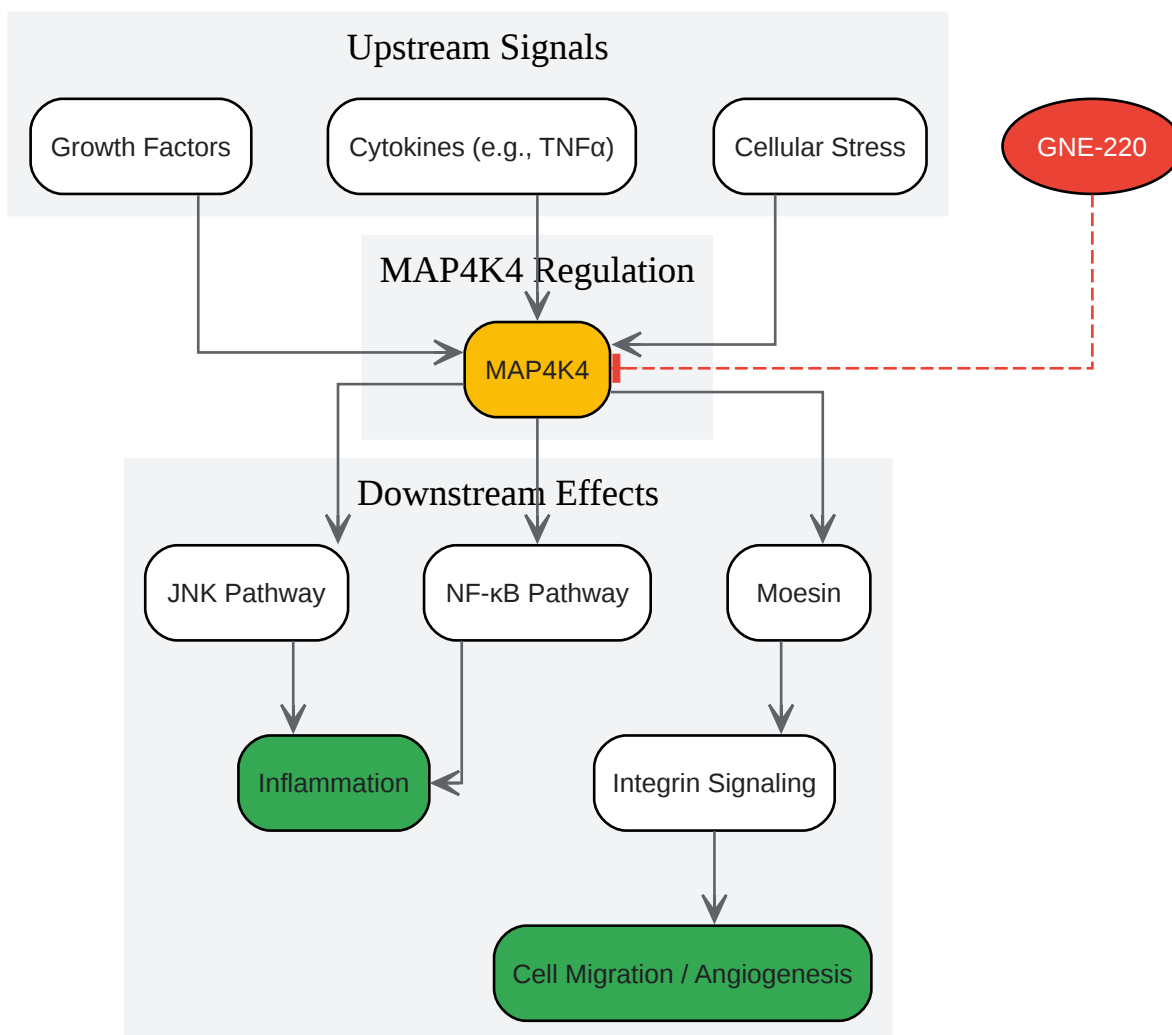 Upstream Signals
Growth Factors
Cytokines (e.g., TNFα)
Cellular Stress
GNE-220
MAP4K4 Regulation
MAP4K4
Downstream Effects
JNK Pathway
NF-κB Pathway
Moesin
Inflammation
Integrin Signaling
Cell Migration / Angiogenesis